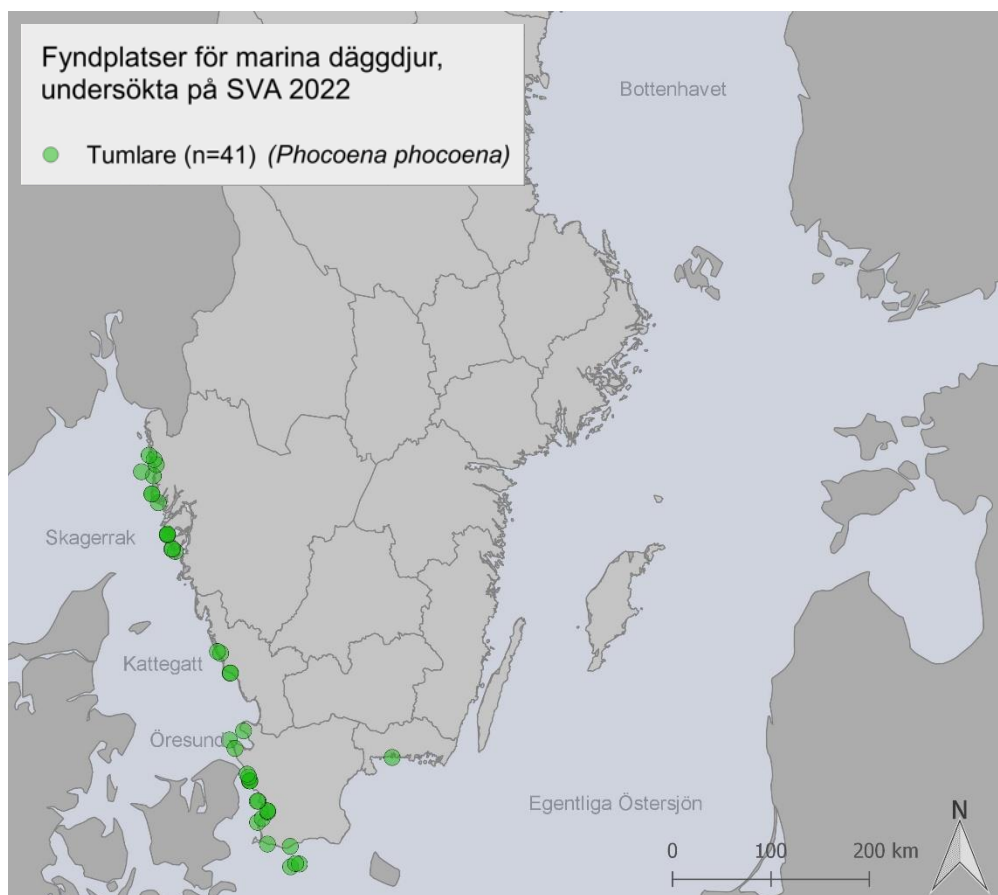 Fyndplatser för marina däggdjur,
undersökta på SVA 2022
Tumlare (n=41) (Phocoena phocoena)
Bottenhavet
Skagerrak
Kattegatt
Öresund
Egentliga Östersjön
N
0 100 200 km